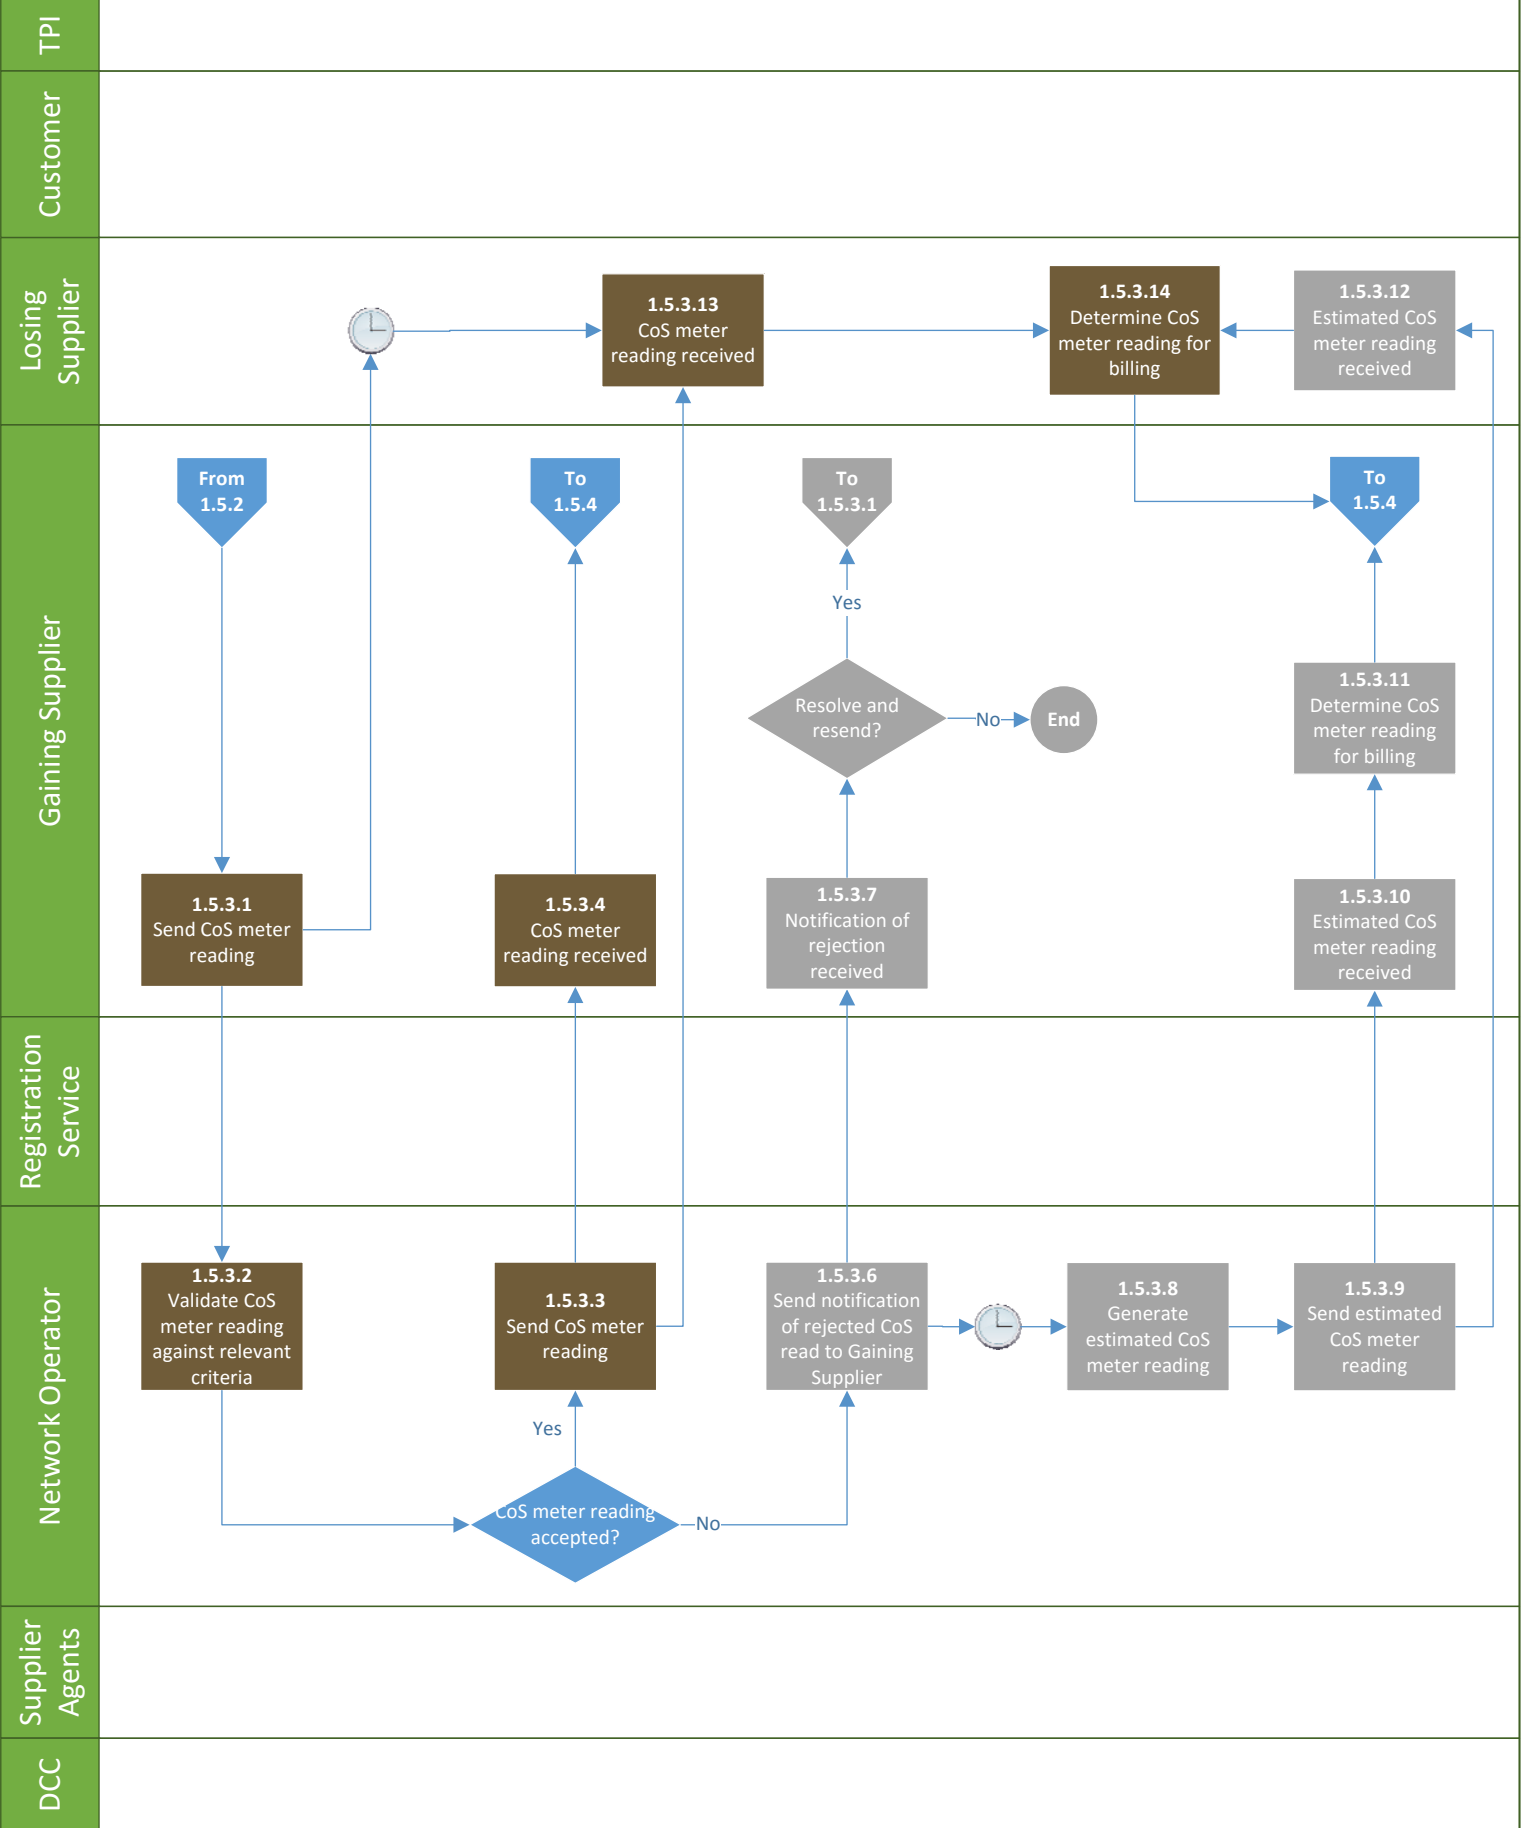 TPI
Customer
Losing
Supplier
1.5.3.13
CoS meter
reading received
1.5.3.14
Determine CoS
meter reading for
billing
1.5.3.12
Estimated CoS
meter reading
received
Gaining Supplier
From
1.5.2
To
1.5.4
To
1.5.3.1
To
1.5.4
Yes
Resolve and
resend?
No
End
1.5.3.11
Determine CoS
meter reading
for billing
1.5.3.1
Send CoS meter
reading
1.5.3.4
CoS meter
reading received
1.5.3.7
Notification of
rejection
received
1.5.3.10
Estimated CoS
meter reading
received
Registration
Service
Network Operator
1.5.3.2
Validate CoS
meter reading
against relevant
criteria
1.5.3.3
Send CoS meter
reading
1.5.3.6
Send notification
of rejected CoS
read to Gaining
Supplier
1.5.3.8
Generate
estimated CoS
meter reading
1.5.3.9
Send estimated
CoS meter
reading
Yes
CoS meter reading
accepted?
No
Supplier
Agents
DCC